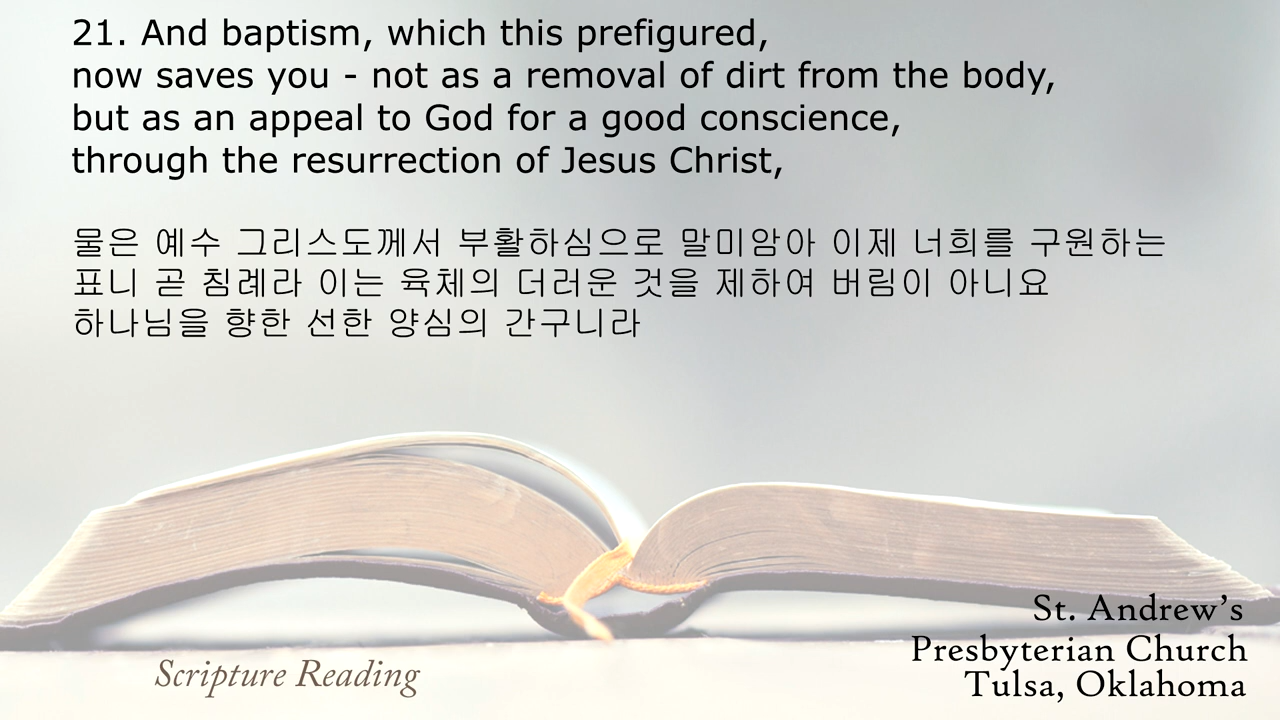 21. And baptism, which this prefigured,
now saves you - not as a removal of dirt from the body,
but as an appeal to God for a good conscience,
through the resurrection of Jesus Christ,
물은 예수 그리스도께서 부활하심으로 말미암아 이제 너희를 구원하는
표니 곧 침례라 이는 육체의 더러운 것을 제하여 버림이 아니요
하나님을 향한 선한 양심의 간구니라
Scripture Reading
St. Andrew’s
Presbyterian Church
Tulsa, Oklahoma